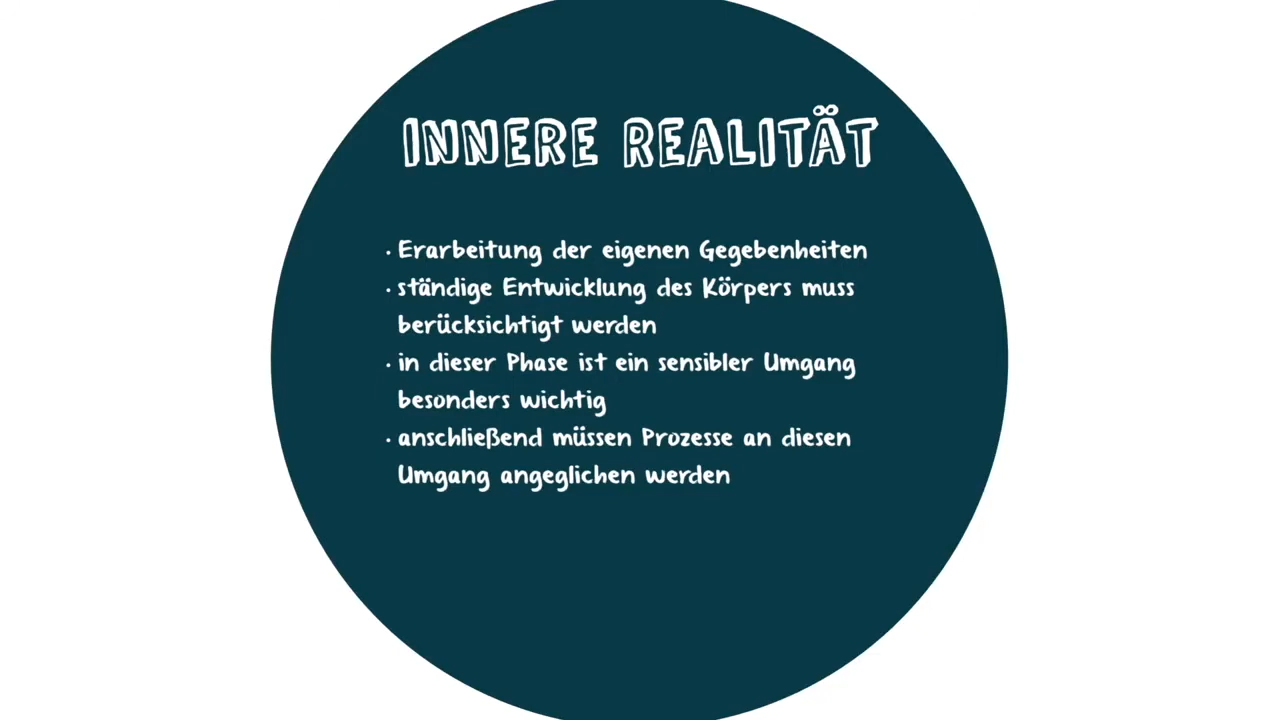 INNERE REALITÄT
· Erarbeitung der eigenen Gegebenheiten
· ständige Entwicklung des Körpers muss
berücksichtigt werden
· in dieser Phase ist ein sensibler Umgang
besonders wichtig
· anschließend müssen Prozesse an diesen
Umgang angeglichen werden